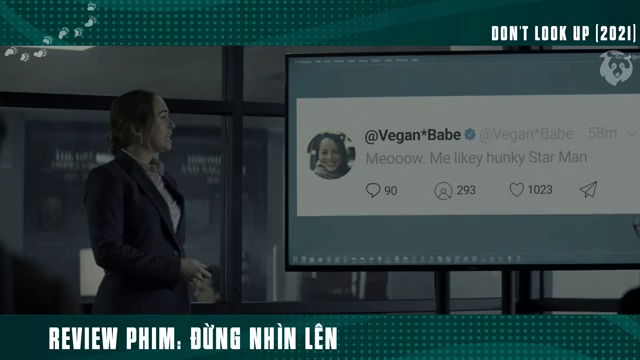 DON'T LOOK UP (2021)
@Vegan*Babe @Vegan*Babe 58m
Meooow. Me likey hunky Star Man
90 293 1023
REVIEW PHIM: ĐỪNG NHÌN LÊN